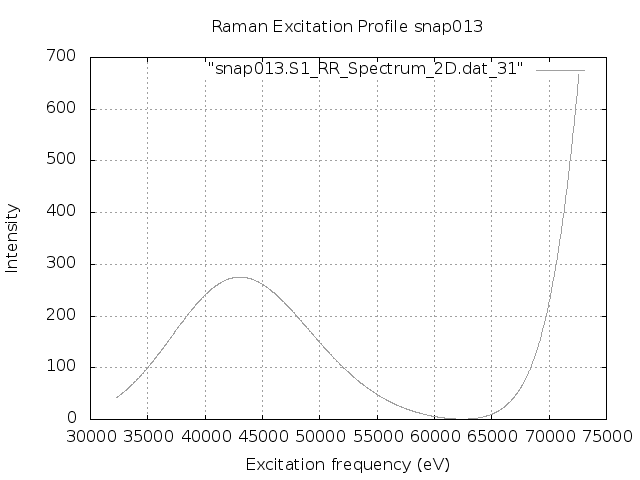 Raman Excitation Profile snap013
"snap013.S1_RR_Spectrum_2D.dat_31"
700
600
500
400
300
200
100
0
Intensity
30000 35000 40000 45000 50000 55000 60000 65000 70000 75000
Excitation frequency (eV)